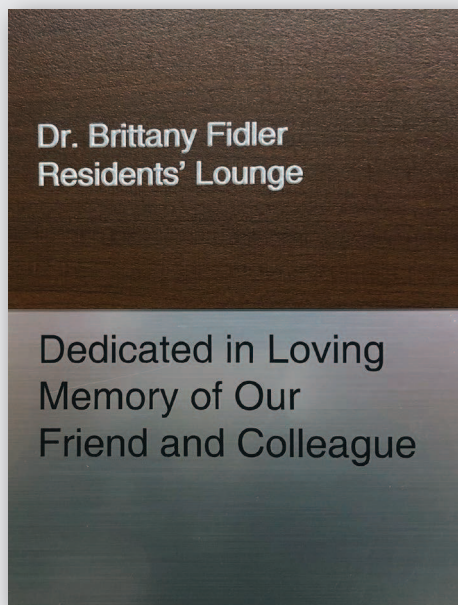 Dr. Brittany Fidler
Residents’ Lounge
Dedicated in Loving
Memory of Our
Friend and Colleague